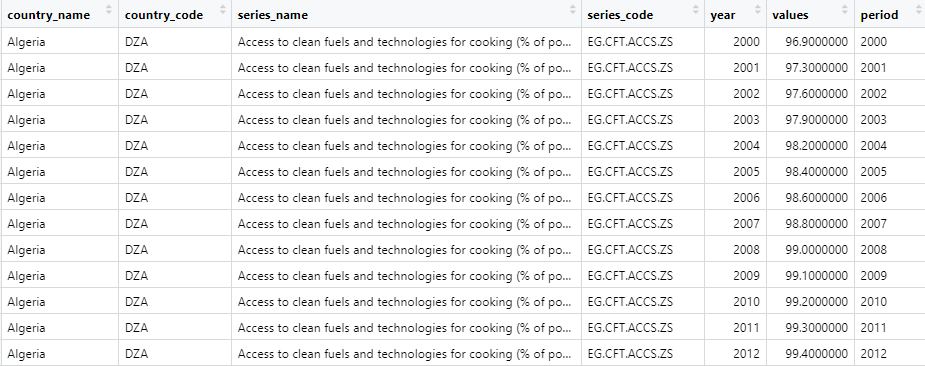 country_name country_code series_name series_code year values period
Algeria DZA Access to clean fuels and technologies for cooking (% of po... EG.CFT.ACCS.ZS 2000 96.9000000 2000
Algeria DZA Access to clean fuels and technologies for cooking (% of po... EG.CFT.ACCS.ZS 2001 97.3000000 2001
Algeria DZA Access to clean fuels and technologies for cooking (% of po... EG.CFT.ACCS.ZS 2002 97.6000000 2002
Algeria DZA Access to clean fuels and technologies for cooking (% of po... EG.CFT.ACCS.ZS 2003 97.9000000 2003
Algeria DZA Access to clean fuels and technologies for cooking (% of po... EG.CFT.ACCS.ZS 2004 98.2000000 2004
Algeria DZA Access to clean fuels and technologies for cooking (% of po... EG.CFT.ACCS.ZS 2005 98.4000000 2005
Algeria DZA Access to clean fuels and technologies for cooking (% of po... EG.CFT.ACCS.ZS 2006 98.6000000 2006
Algeria DZA Access to clean fuels and technologies for cooking (% of po... EG.CFT.ACCS.ZS 2007 98.8000000 2007
Algeria DZA Access to clean fuels and technologies for cooking (% of po... EG.CFT.ACCS.ZS 2008 99.0000000 2008
Algeria DZA Access to clean fuels and technologies for cooking (% of po... EG.CFT.ACCS.ZS 2009 99.1000000 2009
Algeria DZA Access to clean fuels and technologies for cooking (% of po... EG.CFT.ACCS.ZS 2010 99.2000000 2010
Algeria DZA Access to clean fuels and technologies for cooking (% of po... EG.CFT.ACCS.ZS 2011 99.3000000 2011
Algeria DZA Access to clean fuels and technologies for cooking (% of po... EG.CFT.ACCS.ZS 2012 99.4000000 2012